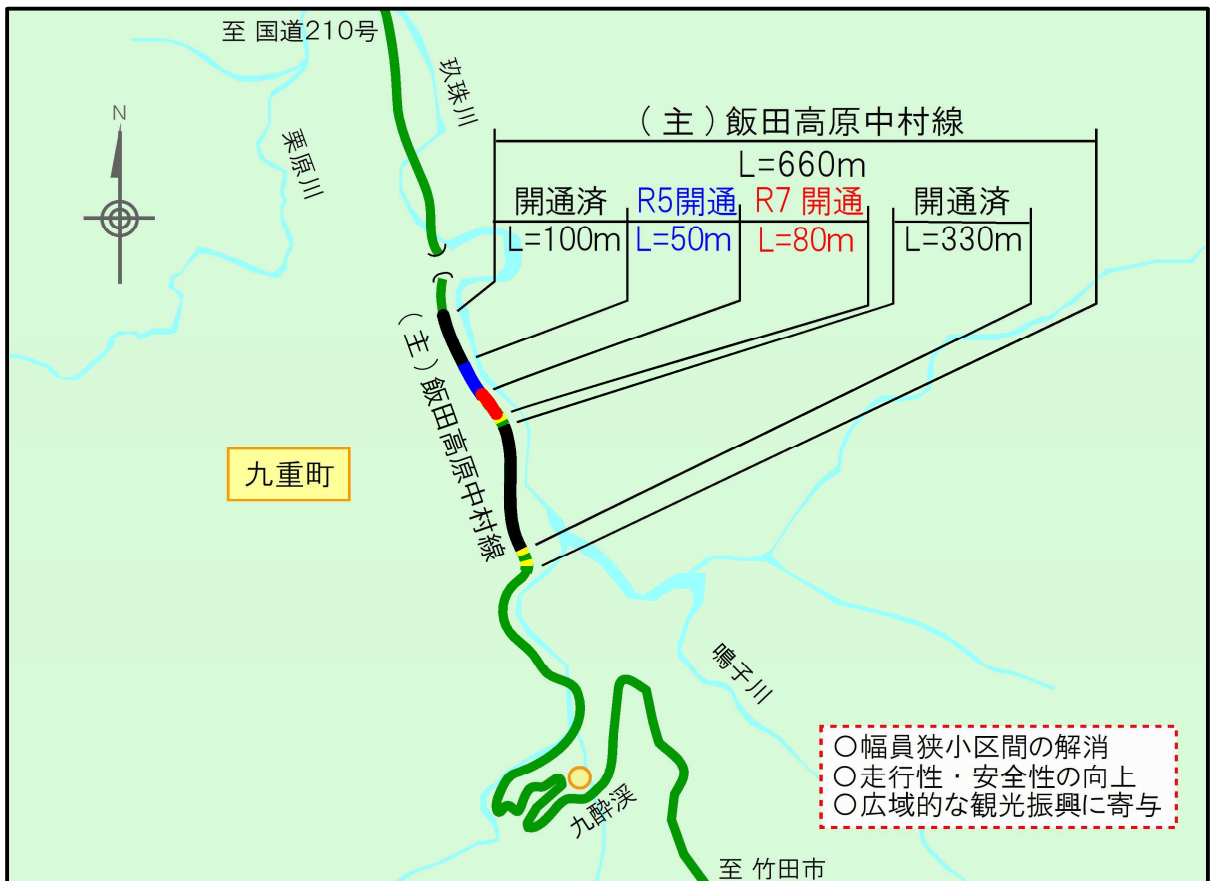 至 国道210号
玖珠川
N
栗原川
(主)飯田高原中村線
L=660m
開通済 R5開通 R7 開通 開通済
L=100m L=50m L=80m L=330m
(主)飯田高原中村線
九重町
鳴子川
○幅員狭小区間の解消
○走行性・安全性の向上
○広域的な観光振興に寄与
九酔渓
至 竹田市